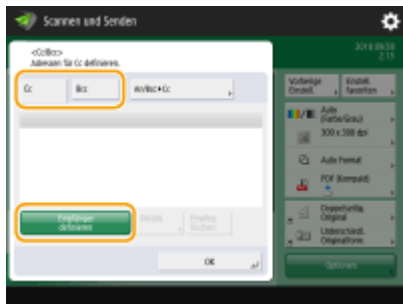 Scannen und Senden
<Cc/Bcc>
Adressen für Cc definieren.
Cc
Bcc
An/Bcc→Cc
Empfänger
definieren
Details
Empfäng.
löschen
OK
Vorherige
Einstell.
Einstell.
Favoriten
Auto
(Farbe/Grau)
300 x 300 dpi
Auto Format
PDF (Kompakt)
Doppelseitig.
Original
Unterschiedl.
Originalform.
Optionen